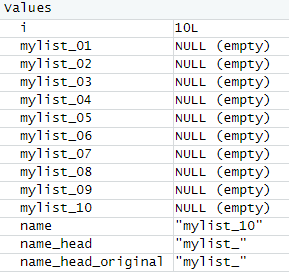 Values
i 10L
mylist_01 NULL (empty)
mylist_02 NULL (empty)
mylist_03 NULL (empty)
mylist_04 NULL (empty)
mylist_05 NULL (empty)
mylist_06 NULL (empty)
mylist_07 NULL (empty)
mylist_08 NULL (empty)
mylist_09 NULL (empty)
mylist_10 NULL (empty)
name "mylist_10"
name_head "mylist_"
name_head_original "mylist_"